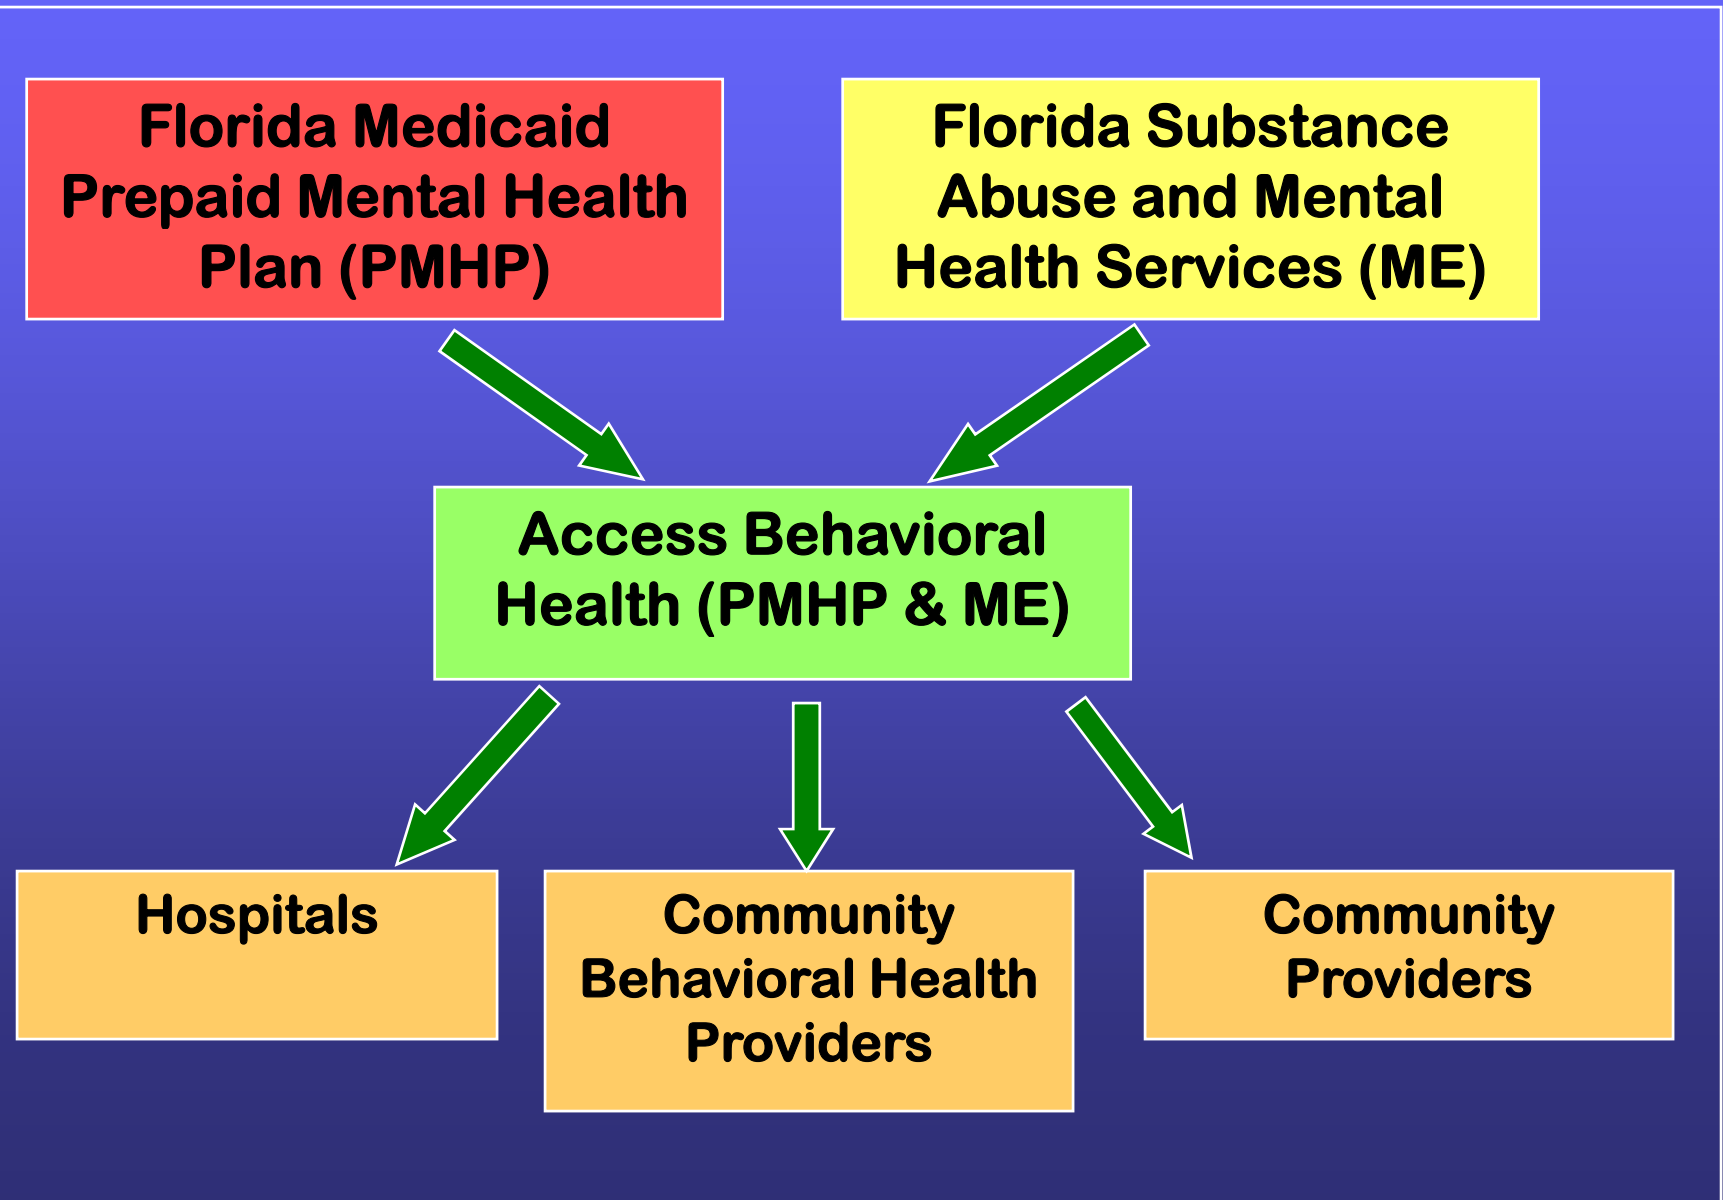 Florida Medicaid
Prepaid Mental Health
Plan (PMHP)
Florida Substance
Abuse and Mental
Health Services (ME)
Access Behavioral
Health (PMHP & ME)
Hospitals
Community
Behavioral Health
Providers
Community
Providers